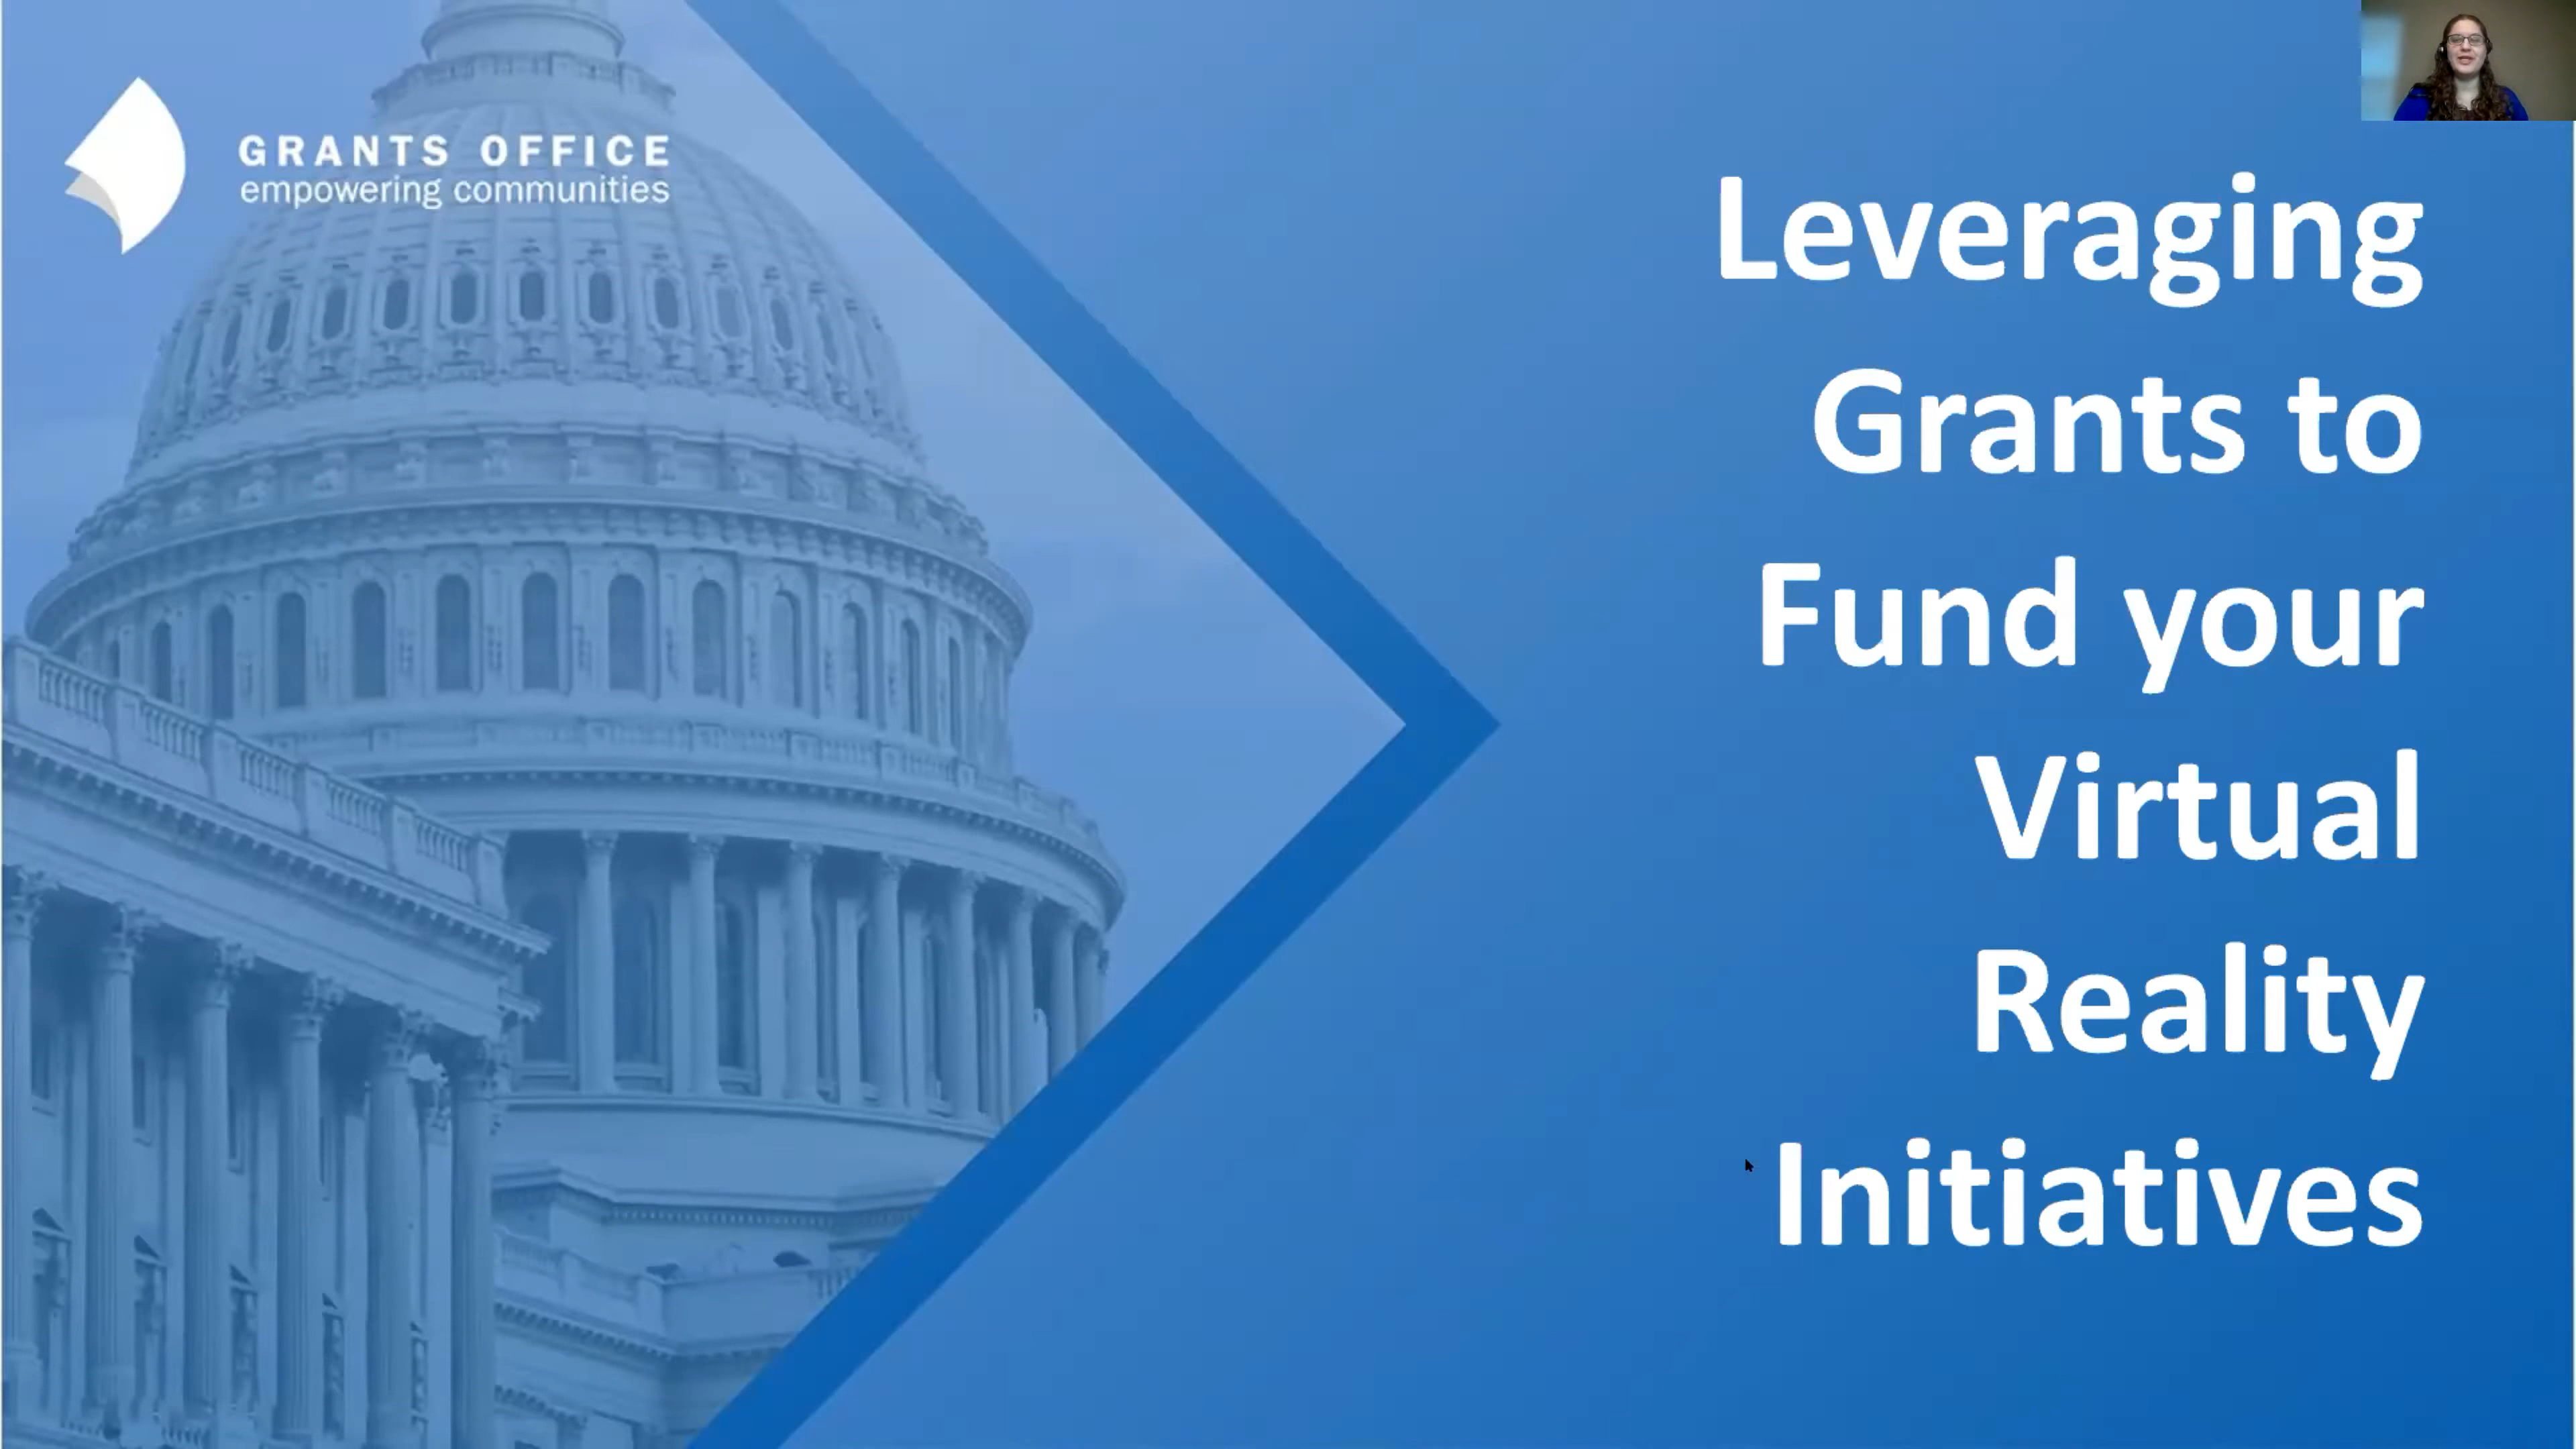 GRANTS OFFICE
empowering communities
Leveraging
Grants to
Fund your
Virtual
Reality
Initiatives